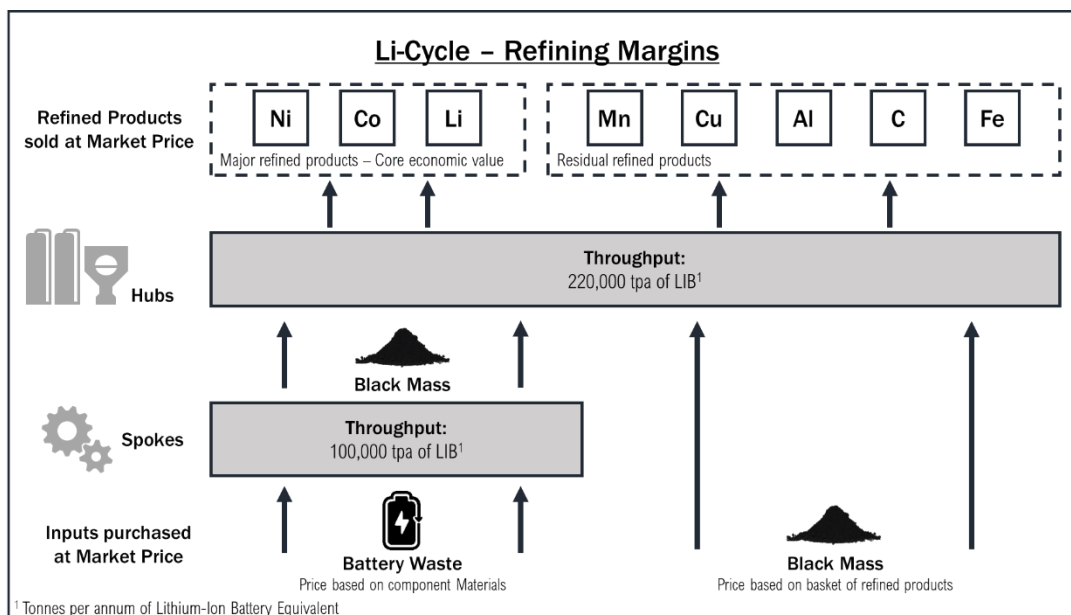 Li-Cycle – Refining Margins
Refined Products
sold at Market Price
Ni
Co
Li
Major refined products – Core economic value
Mn
Cu
Al
C
Fe
Residual refined products
Hubs
Throughput:
220,000 tpa of LIB¹
Black Mass
Spokes
Throughput:
100,000 tpa of LIB¹
Inputs purchased
at Market Price
Battery Waste
Price based on component Materials
Black Mass
Price based on basket of refined products
¹ Tonnes per annum of Lithium-Ion Battery Equivalent